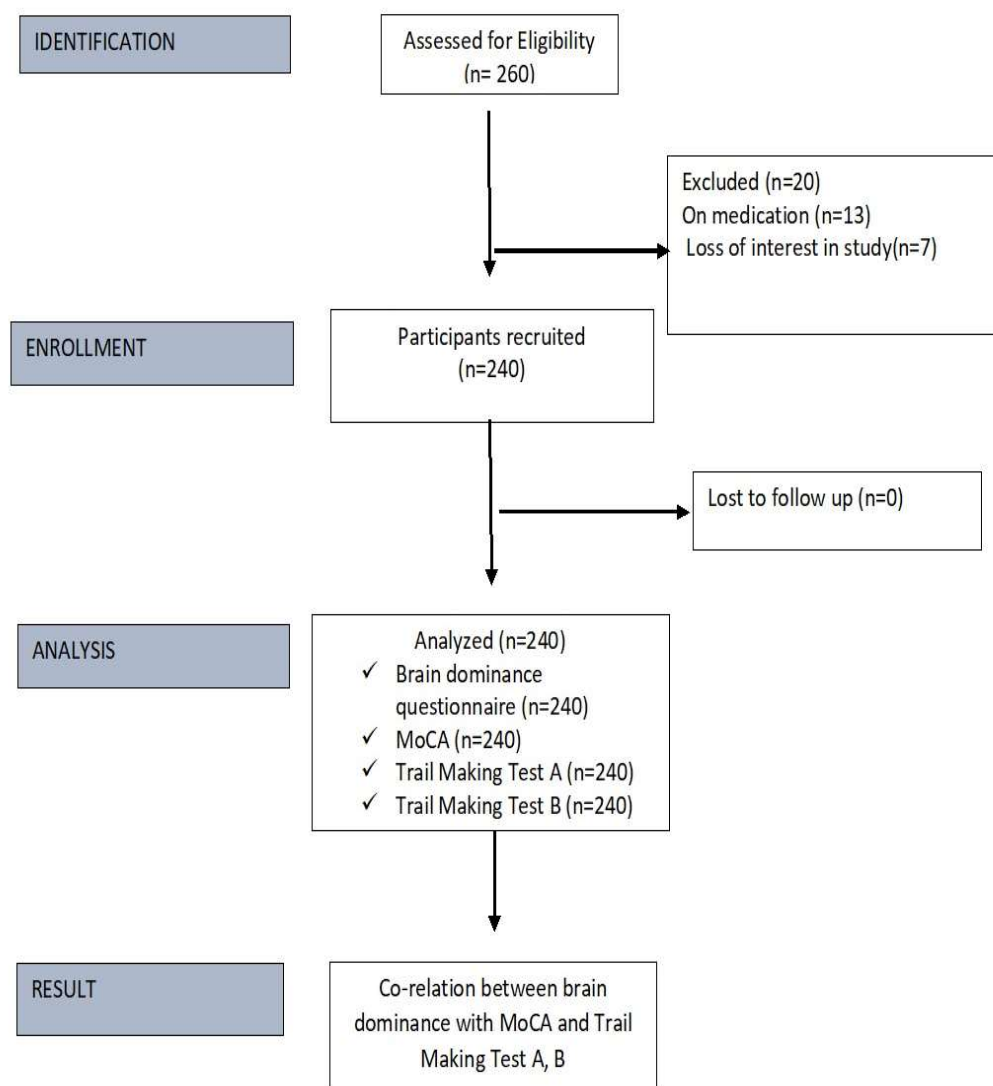 IDENTIFICATION
Assessed for Eligibility
(n= 260)
Excluded (n=20)
On medication (n=13)
Loss of interest in study(n=7)
ENROLLMENT
Participants recruited
(n=240)
Lost to follow up (n=0)
ANALYSIS
Analyzed (n=240)
✓ Brain dominance
questionnaire (n=240)
✓ MoCA (n=240)
✓ Trail Making Test A (n=240)
✓ Trail Making Test B (n=240)
RESULT
Co-relation between brain
dominance with MoCA and Trail
Making Test A, B